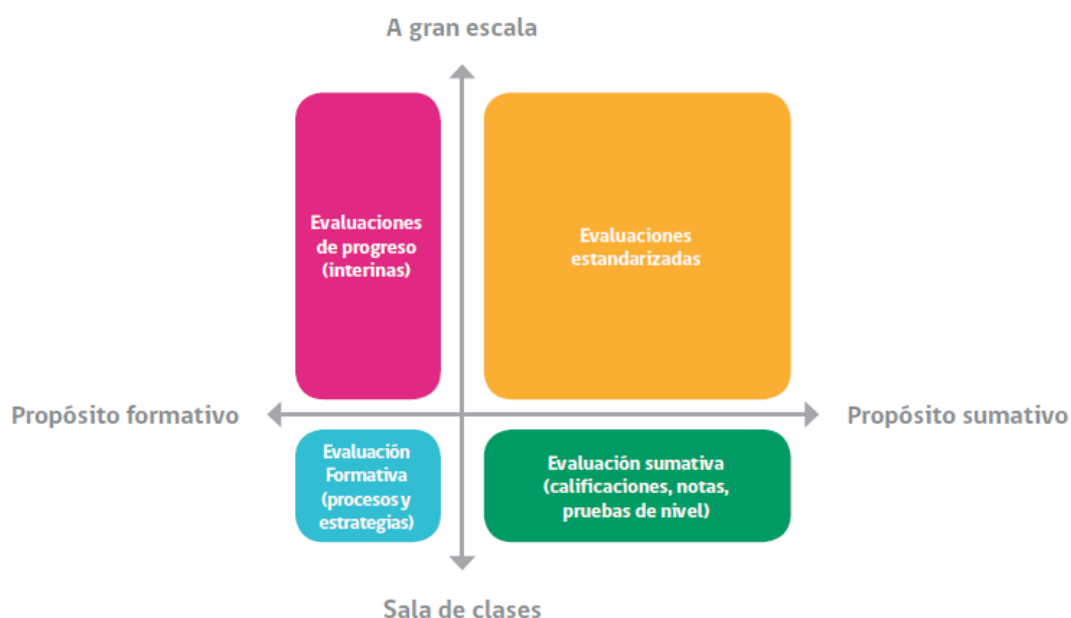 A gran escala
Evaluaciones
de progreso
(interinas)
Evaluaciones
estandarizadas
Propósito formativo
Propósito sumativo
Evaluación
Formativa
(procesos y
estrategias)
Evaluación sumativa
(calificaciones, notas,
pruebas de nivel)
Sala de clases